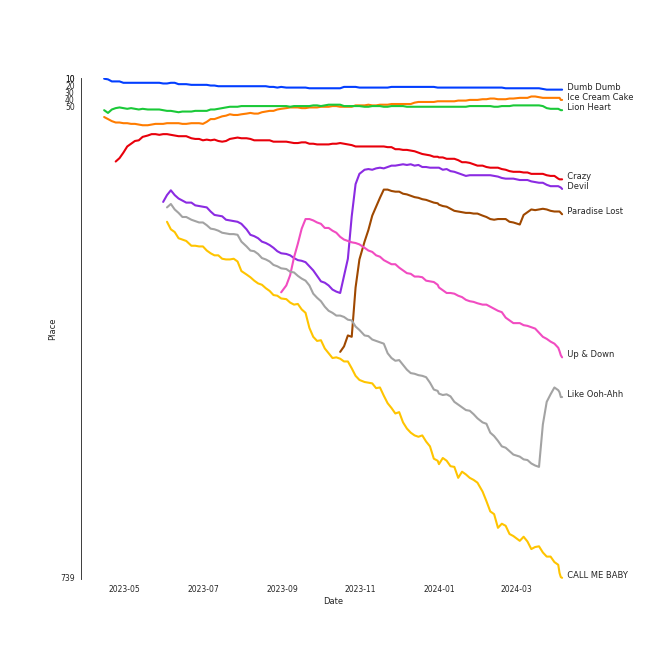 10
20
30
40
50
739
Place
Dumb Dumb
Ice Cream Cake
Lion Heart
Crazy
Devil
Paradise Lost
Up & Down
Like Ooh-Ahh
CALL ME BABY
2023-05 2023-07 2023-09 2023-11 2024-01 2024-03
Date